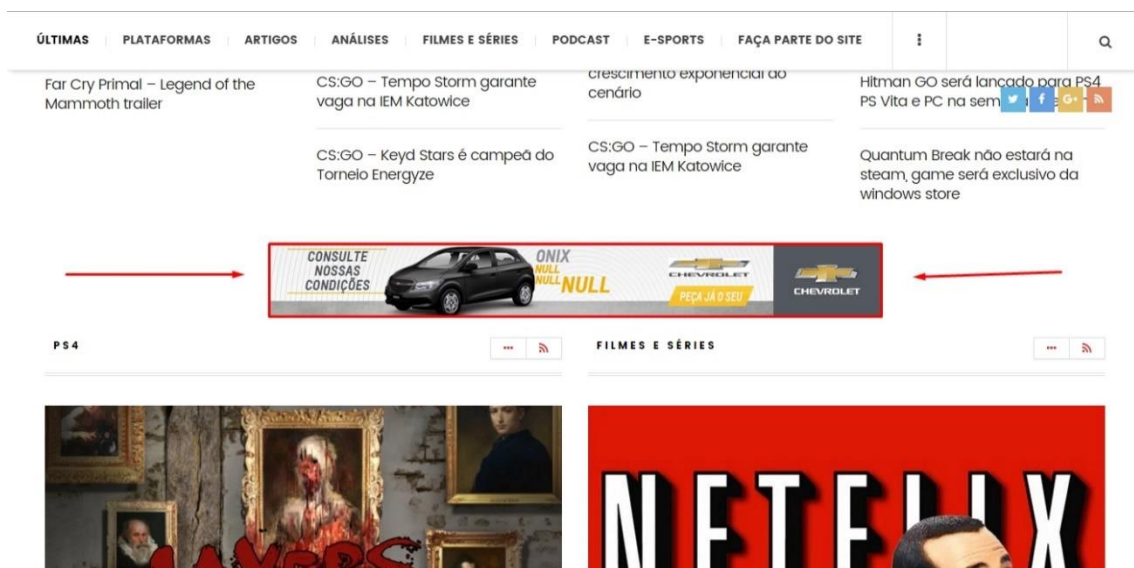 ÚLTIMAS PLATAFORMAS ARTIGOS ANÁLISES FILMES E SÉRIES PODCAST E-SPORTS FAÇA PARTE DO SITE
Far Cry Primal – Legend of the
Mammoth trailer
CS:GO – Tempo Storm garante
vaga na IEM Katowice
CS:GO – Keyd Stars é campeã do
Torneio Energyze
crescimento exponencial do
cenário
CS:GO – Tempo Storm garante
vaga na IEM Katowice
Hitman GO será lançado para PS4
PS Vita e PC na
Quantum Break não estará na
steam, game será exclusivo da
windows store
CONSULTE
NOSSAS
CONDIÇÕES
ONIX
NULL
NULL
NULL NULL
CHEVROLET
PEÇA JÁ O SEU
CHEVROLET
PS4
FILMES E SÉRIES
LAYERS
NETFLIX